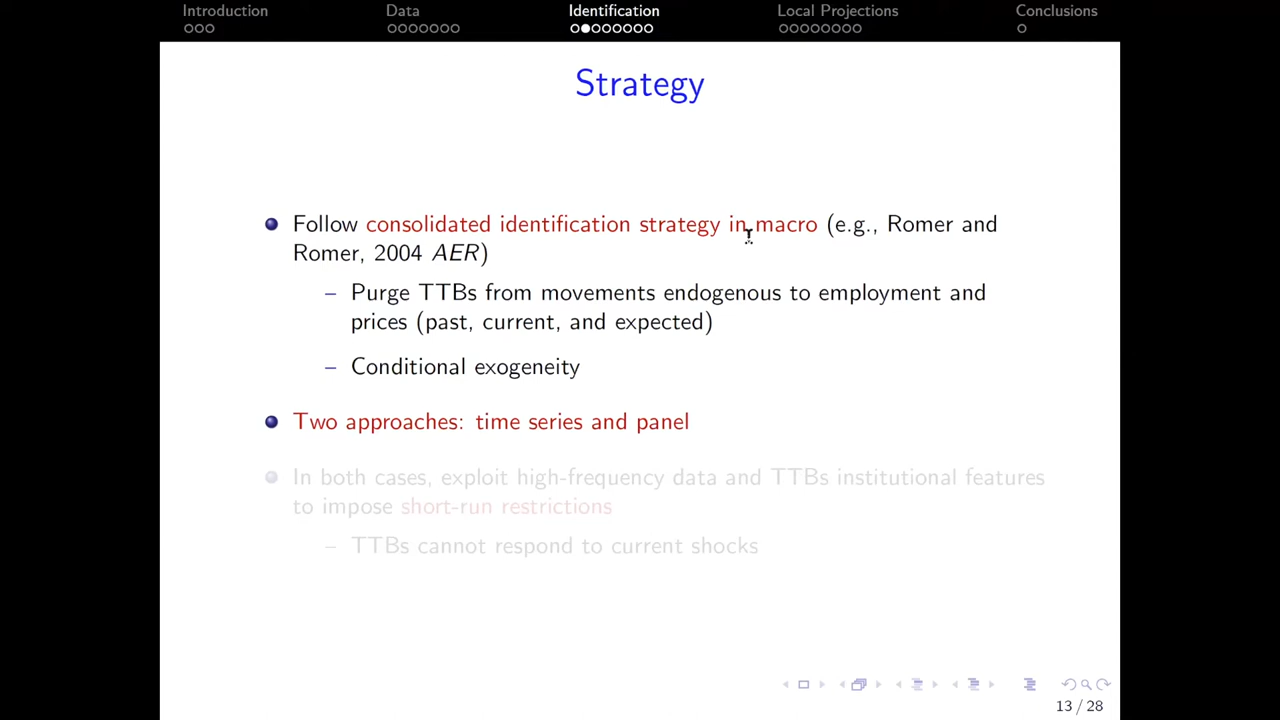 Introduction Data Identification Local Projections Conclusions
Strategy
Follow consolidated identification strategy in macro (e.g., Romer and
Romer, 2004 AER)
– Purge TTBs from movements endogenous to employment and
prices (past, current, and expected)
– Conditional exogeneity
Two approaches: time series and panel
In both cases, exploit high-frequency data and TTBs institutional features
to impose short-run restrictions
– TTBs cannot respond to current shocks
13 / 28